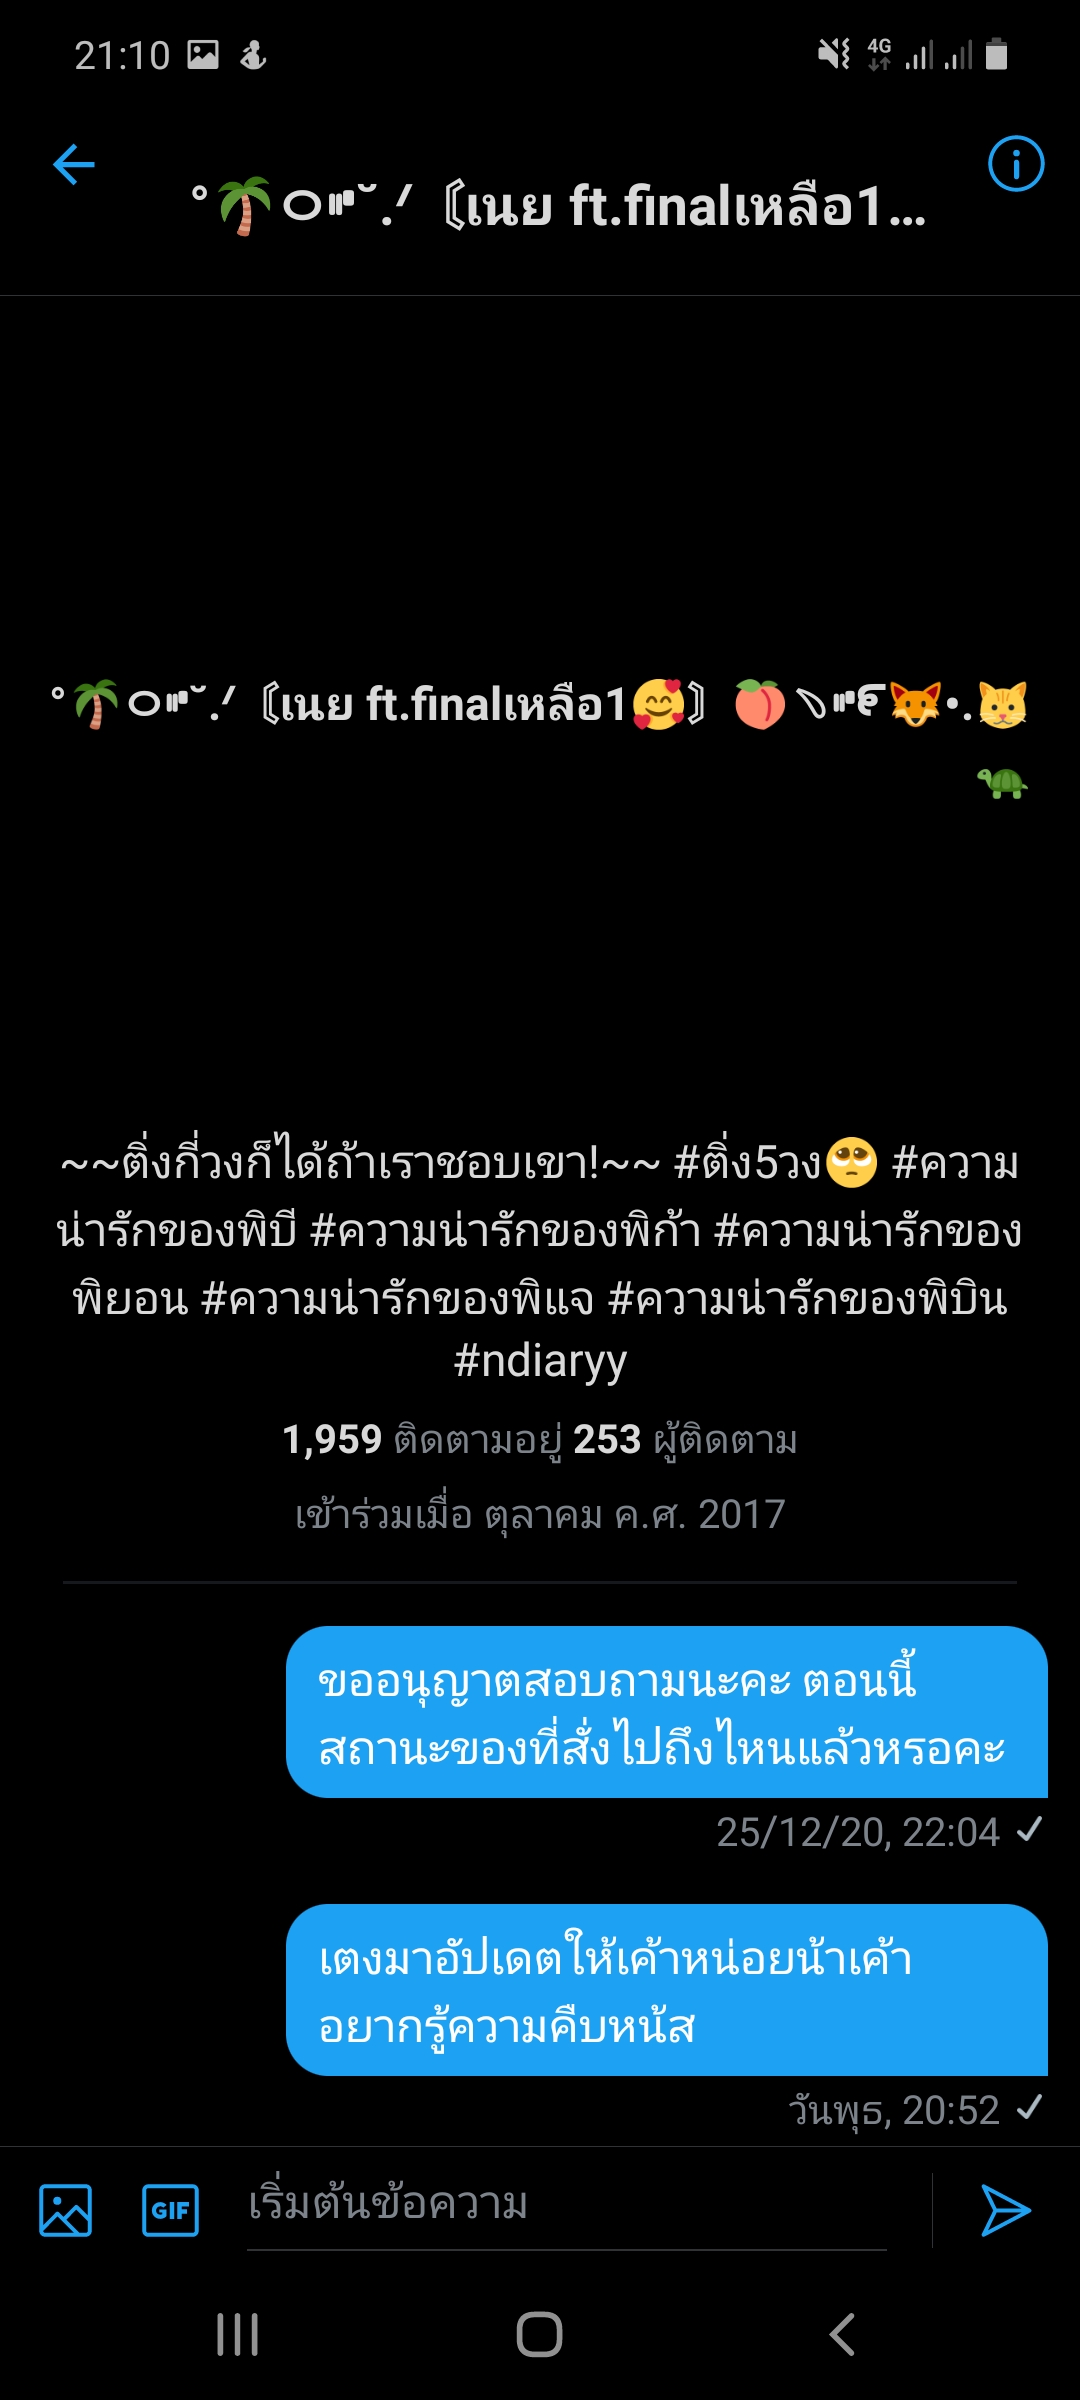 21:10
4G
°🌴ㅇ⑈˘.ᐟ〘เนย ft.finalเหลือ1...
°🌴ㅇ⑈˘.ᐟ〘เนย ft.finalเหลือ1🥰〙🍑ヽ⑈🦊•.🐱
🐢
~~ติ่งกี่วงก็ได้ถ้าเราชอบเขา!~~ #ติ่ง5วง🥺 #ความ
น่ารักของพิบี #ความน่ารักของพิก้า #ความน่ารักของ
พิยอน #ความน่ารักของพิแจ #ความน่ารักของพิบิน
#ndiaryy
1,959 ติดตามอยู่ 253 ผู้ติดตาม
เข้าร่วมเมื่อ ตุลาคม ค.ศ. 2017
ขออนุญาตสอบถามนะคะ ตอนนี้
สถานะของที่สั่งไปถึงไหนแล้วหรอคะ
25/12/20, 22:04 ✓
เตงมาอัปเดตให้เค้าหน่อยน้าเค้า
อยากรู้ความคืบหน้ส
วันพุธ, 20:52 ✓
GIF
เริ่มต้นข้อความ